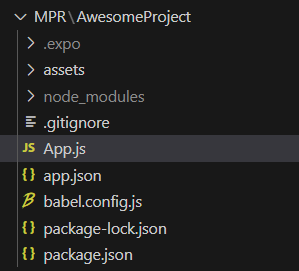 MPR\AwesomeProject
.expo
assets
node_modules
.gitignore
JS App.js
{} app.json
babel.config.js
{} package-lock.json
{} package.json